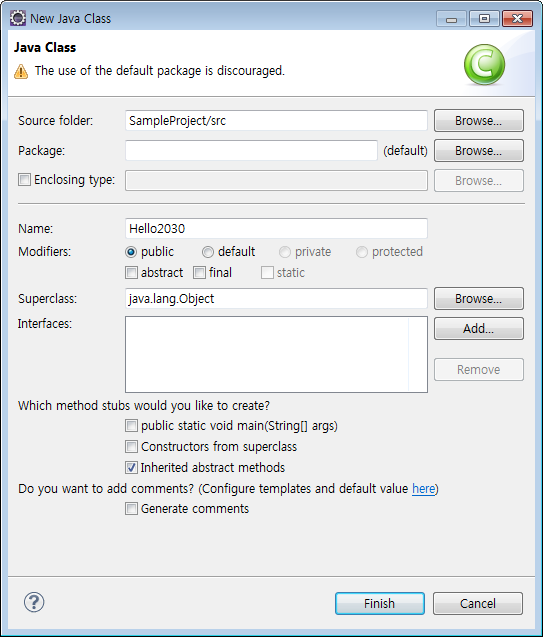 New Java Class
Java Class
The use of the default package is discouraged.
Source folder: SampleProject/src Browse...
Package: (default) Browse...
Enclosing type: Browse...
Name: Hello2030
Modifiers: public default private protected
abstract final static
Superclass: java.lang.Object Browse...
Interfaces: Add...
Remove
Which method stubs would you like to create?
public static void main(String[] args)
Constructors from superclass
Inherited abstract methods
Do you want to add comments? (Configure templates and default value here)
Generate comments
? Finish Cancel